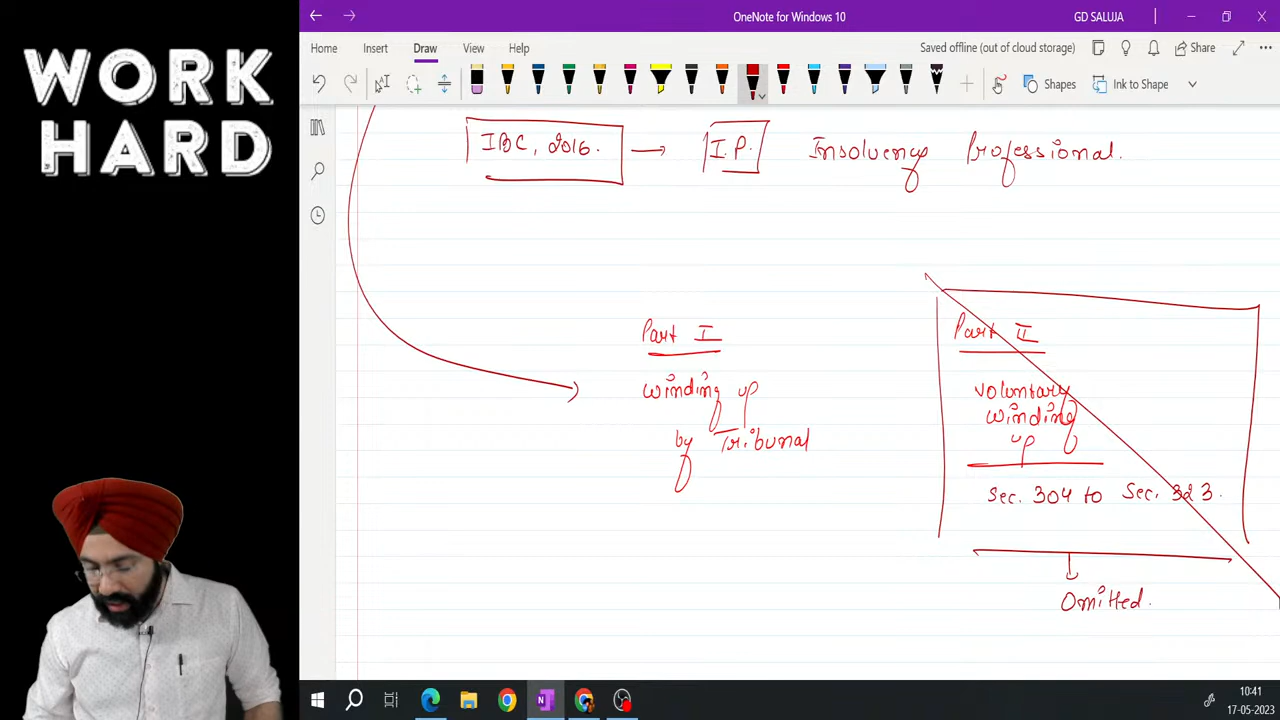 WORK
HARD
OneNote for Windows 10
GD SALUJA
Home Insert Draw View Help
Saved offline (out of cloud storage)
Share
Shapes
Ink to Shape
IBC, 2016. → I.P. Insolvency Professional.
Part I
winding up
by Tribunal
Part II
voluntary
winding
up
Sec. 304 to Sec. 323.
Omitted.
10:41
17-05-2023